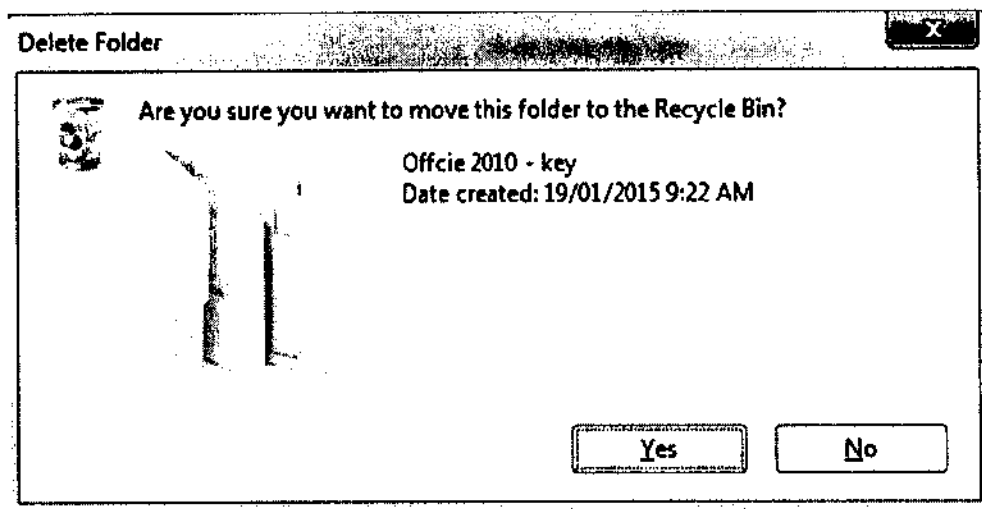 Delete Folder
X
Are you sure you want to move this folder to the Recycle Bin?
Offcie 2010 - key
Date created: 19/01/2015 9:22 AM
Yes
No